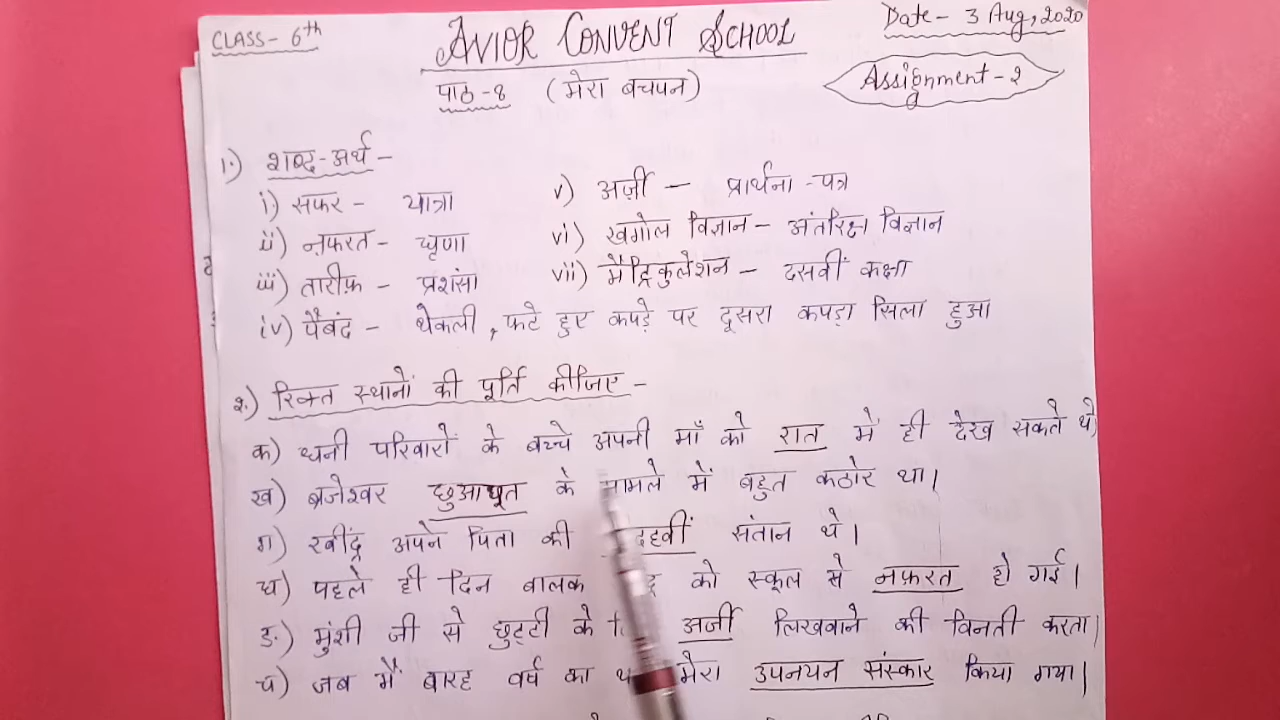 CLASS- 6th
AVIOR CONVENT SCHOOL
Date- 3 Aug, 2020
पाठ-४ (मेरा बचपन)
Assignment-2
१.) शब्द-अर्थ -
i) सफर - यात्रा
ii) नफ़रत - घृणा
iii) तारीफ़ - प्रशंसा
iv) पैबंद - थेकली, फटे हुए कपड़े पर दूसरा कपड़ा सिला हुआ
v) अर्ज़ी - प्रार्थना-पत्र
vi) खगोल विज्ञान - अंतरिक्ष विज्ञान
vii) मैट्रिकुलेशन - दसवीं कक्षा
२.) रिक्त स्थानों की पूर्ति कीजिए -
क) धनी परिवारों के बच्चे अपनी माँ को रात में ही देख सकते थे
ख) ब्रजेश्वर छुआछूत के मामले में बहुत कठोर था।
ग) रवींद्र अपने पिता की संतान थे।
घ) पहले ही दिन बालक को स्कूल से नफ़रत हो गई।
ङ.) मुंशी जी से छुट्टी के अर्जी लिखवाने की विनती करता।
च) जब मैं बारह वर्ष का मेरा उपनयन संस्कार किया गया।